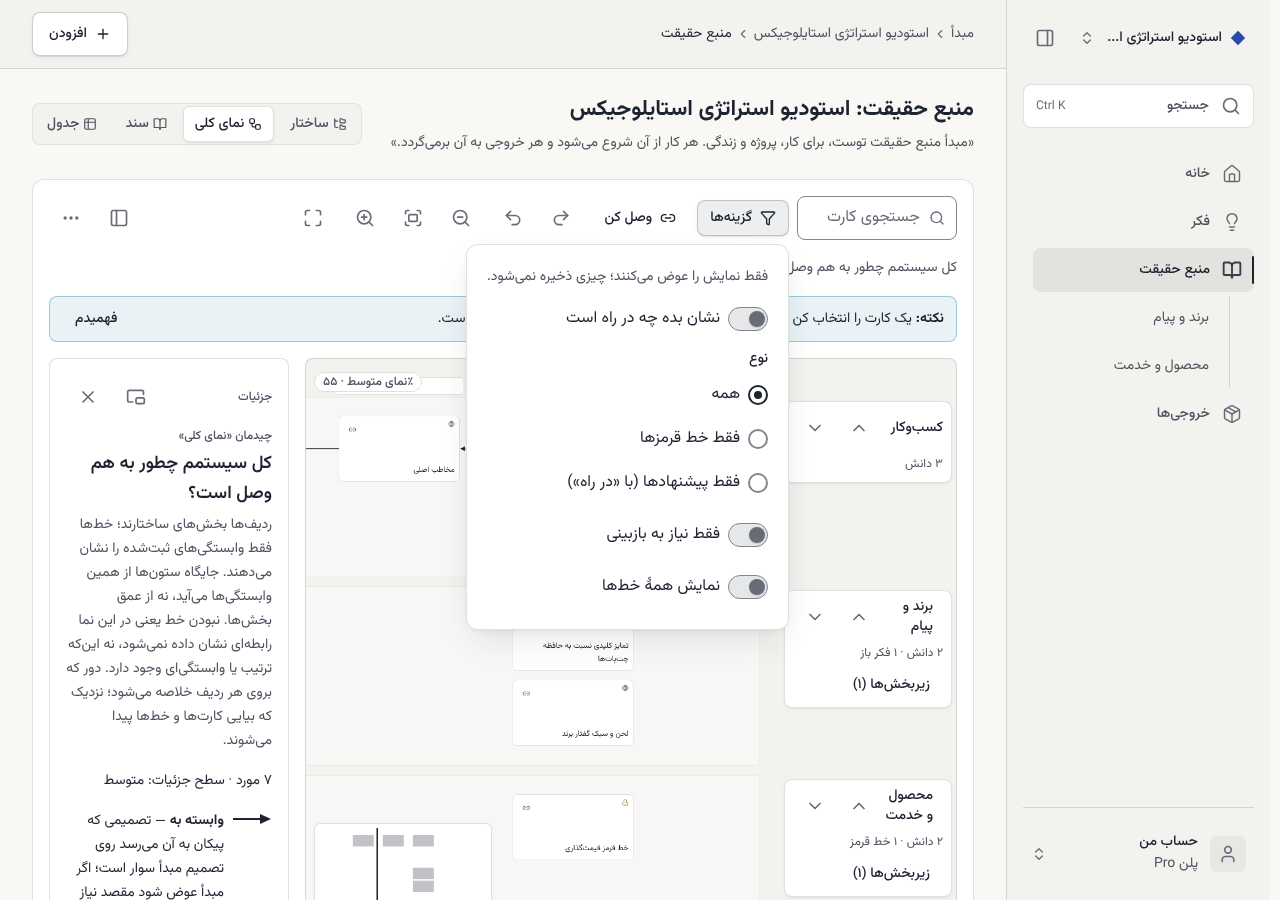 استودیو استراتژی ا...
جستجو
Ctrl K
خانه
فکر
منبع حقیقت
برند و پیام
محصول و خدمت
خروجی‌ها
حساب من
پلن Pro
مبدأ › استودیو استراتژی استایلوجیکس › منبع حقیقت
افزودن
منبع حقیقت: استودیو استراتژی استایلوجیکس
«مبدأ منبع حقیقت توست، برای کار، پروژه و زندگی. هر کار از آن شروع می‌شود و هر خروجی به آن برمی‌گردد.»
ساختار
نمای کلی
سند
جدول
جستجوی کارت
گزینه‌ها
وصل کن
کل سیستمم چطور به هم وصل
نکته: یک کارت را انتخاب کن
ست.
فهمیدم
فقط نمایش را عوض می‌کنند؛ چیزی ذخیره نمی‌شود.
نشان بده چه در راه است
نوع
همه
فقط خط قرمزها
فقط پیشنهادها (با «در راه»)
فقط نیاز به بازبینی
نمایش همهٔ خط‌ها
کسب‌وکار
۳ دانش
برند و
پیام
۲ دانش · ۱ فکر باز
زیربخش‌ها (۱)
محصول
و خدمت
۲ دانش · ۱ خط قرمز
زیربخش‌ها (۱)
نمای متوسط · ۵۵٪
مخاطب اصلی
تمایز کلیدی نسبت به حافظه
چت‌بات‌ها
لحن و سبک گفتار برند
خط قرمز قیمت‌گذاری
جزئیات
چیدمان «نمای کلی»
کل سیستمم چطور به هم
وصل است؟
ردیف‌ها بخش‌های ساختارند؛ خط‌ها
فقط وابستگی‌های ثبت‌شده را نشان
می‌دهند. جایگاه ستون‌ها از همین
وابستگی‌ها می‌آید، نه از عمق
بخش‌ها. نبودن خط یعنی در این نما
رابطه‌ای نشان داده نمی‌شود، نه این‌که
ترتیب یا وابستگی‌ای وجود دارد. دور که
بروی هر ردیف خلاصه می‌شود؛ نزدیک
که بیایی کارت‌ها و خط‌ها پیدا
می‌شوند.
۷ مورد · سطح جزئیات: متوسط
وابسته به — تصمیمی که
پیکان به آن می‌رسد روی
تصمیم مبدأ سوار است؛ اگر
مبدأ عوض شود مقصد نیاز